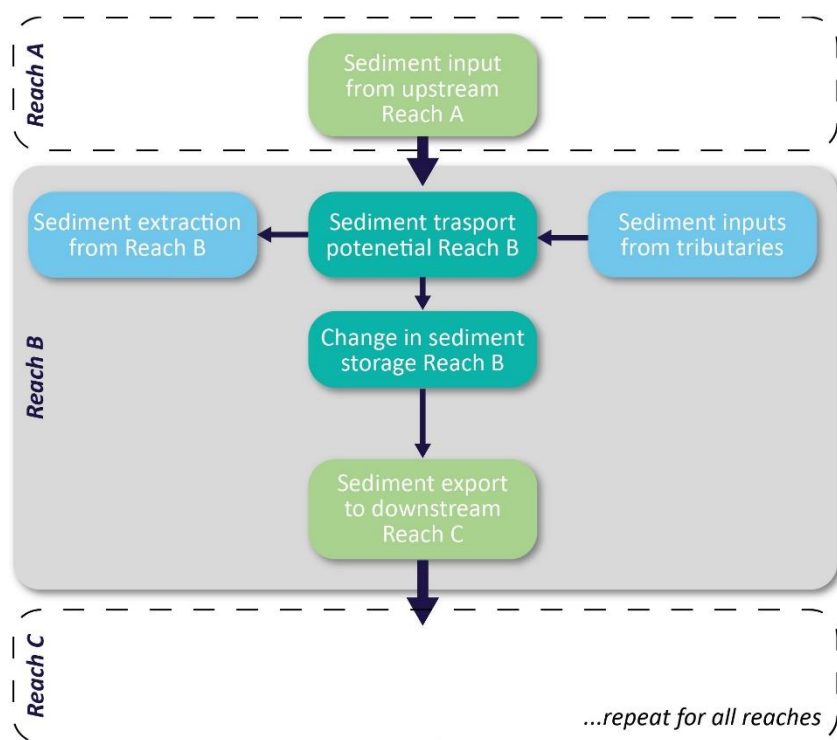 Reach A
Sediment input
from upstream
Reach A
Reach B
Sediment extraction
from Reach B
Sediment trasport
potenetial Reach B
Sediment inputs
from tributaries
Change in sediment
storage Reach B
Sediment export
to downstream
Reach C
Reach C
...repeat for all reaches